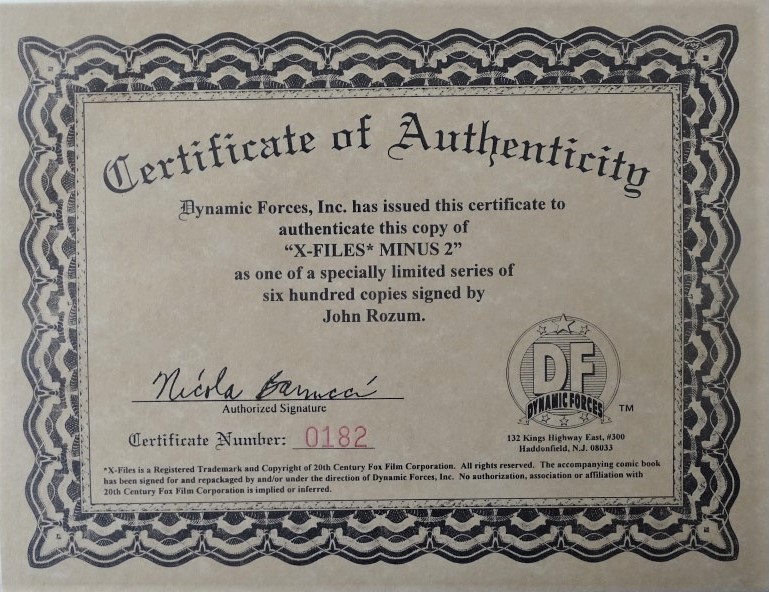 Certificate of Authenticity
Dynamic Forces, Inc. has issued this certificate to
authenticate this copy of
“X-FILES* MINUS 2”
as one of a specially limited series of
six hundred copies signed by
John Rozum.
Nicola Barrucci
Authorized Signature
Certificate Number: 0182
DF
DYNAMIC FORCES
TM
132 Kings Highway East, #300
Haddonfield, N.J. 08033
*X-Files is a Registered Trademark and Copyright of 20th Century Fox Film Corporation. All rights reserved. The accompanying comic book
has been signed for and repackaged by and/or under the direction of Dynamic Forces, Inc. No authorization, association or affiliation with
20th Century Fox Film Corporation is implied or inferred.